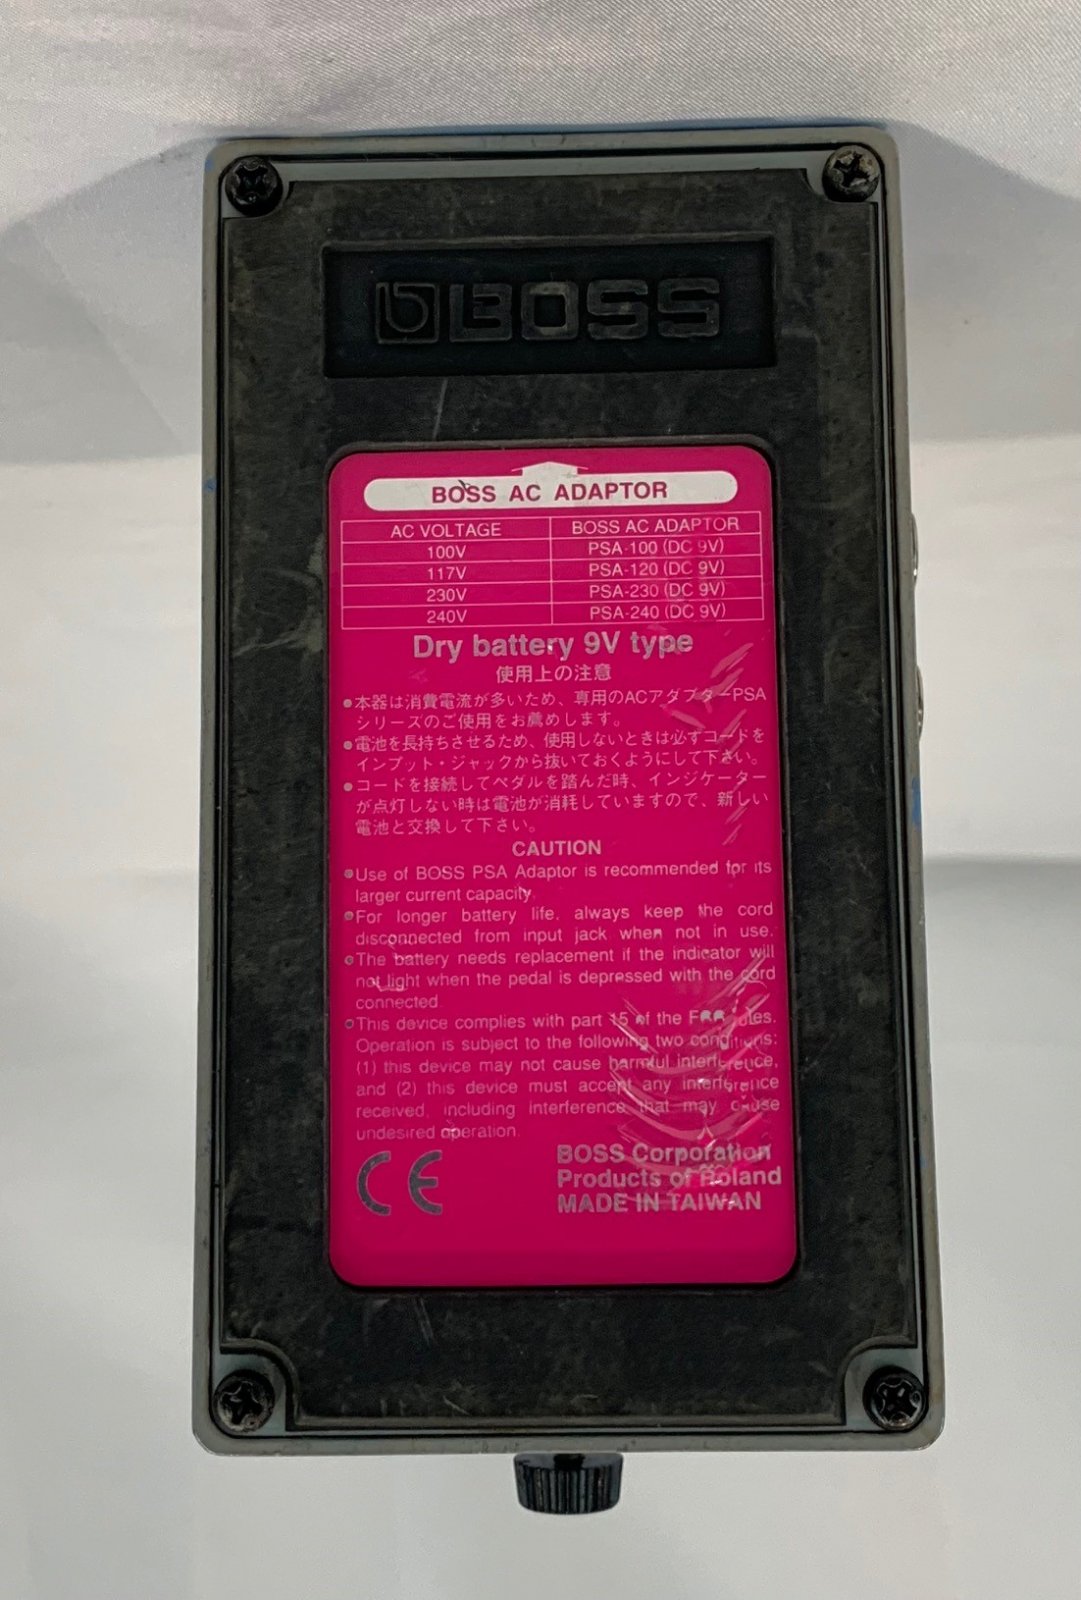 BOSS
BOSS AC ADAPTOR
AC VOLTAGE BOSS AC ADAPTOR
100V PSA-100 (DC 9V)
117V PSA-120 (DC 9V)
230V PSA-230 (DC 9V)
240V PSA-240 (DC 9V)
Dry battery 9V type
使用上の注意
●本器は消費電流が多いため、専用のACアダプターPSA
シリーズのご使用をお薦めします。
●電池を長持ちさせるため、使用しないときは必ずコードを
インプット・ジャックから抜いておくようにして下さい。
●コードを接続してペダルを踏んだ時、インジケーター
が点灯しない時は電池が消耗していますので、新しい
電池と交換して下さい。
CAUTION
●Use of BOSS PSA Adaptor is recommended for its
larger current capacity.
●For longer battery life, always keep the cord
disconnected from input jack when not in use.
●The battery needs replacement if the indicator will
not light when the pedal is depressed with the cord
connected.
●This device complies with part 15 of the FCC rules.
Operation is subject to the following two conditions:
(1) this device may not cause harmful interference,
and (2) this device must accept any interference
received, including interference that may cause
undesired operation.
CE
BOSS Corporation
Products of Roland
MADE IN TAIWAN